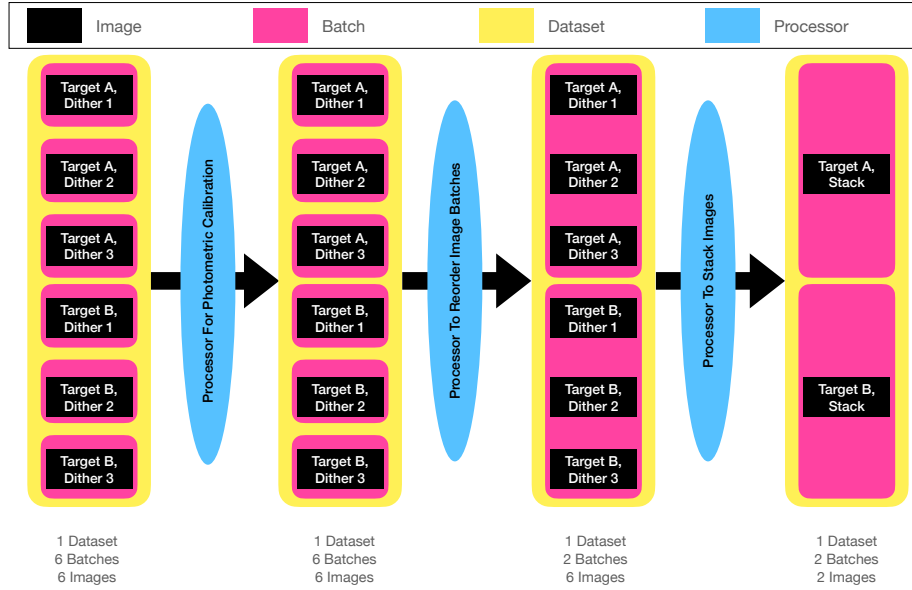 Image
Batch
Dataset
Processor
Target A,
Dither 1
Target A,
Dither 2
Target A,
Dither 3
Target B,
Dither 1
Target B,
Dither 2
Target B,
Dither 3
1 Dataset
6 Batches
6 Images
Processor For Photometric Calibration
Target A,
Dither 1
Target A,
Dither 2
Target A,
Dither 3
Target B,
Dither 1
Target B,
Dither 2
Target B,
Dither 3
1 Dataset
6 Batches
6 Images
Processor To Reorder Image Batches
Target A,
Dither 1
Target A,
Dither 2
Target A,
Dither 3
Target B,
Dither 1
Target B,
Dither 2
Target B,
Dither 3
1 Dataset
2 Batches
6 Images
Processor To Stack Images
Target A,
Stack
Target B,
Stack
1 Dataset
2 Batches
2 Images